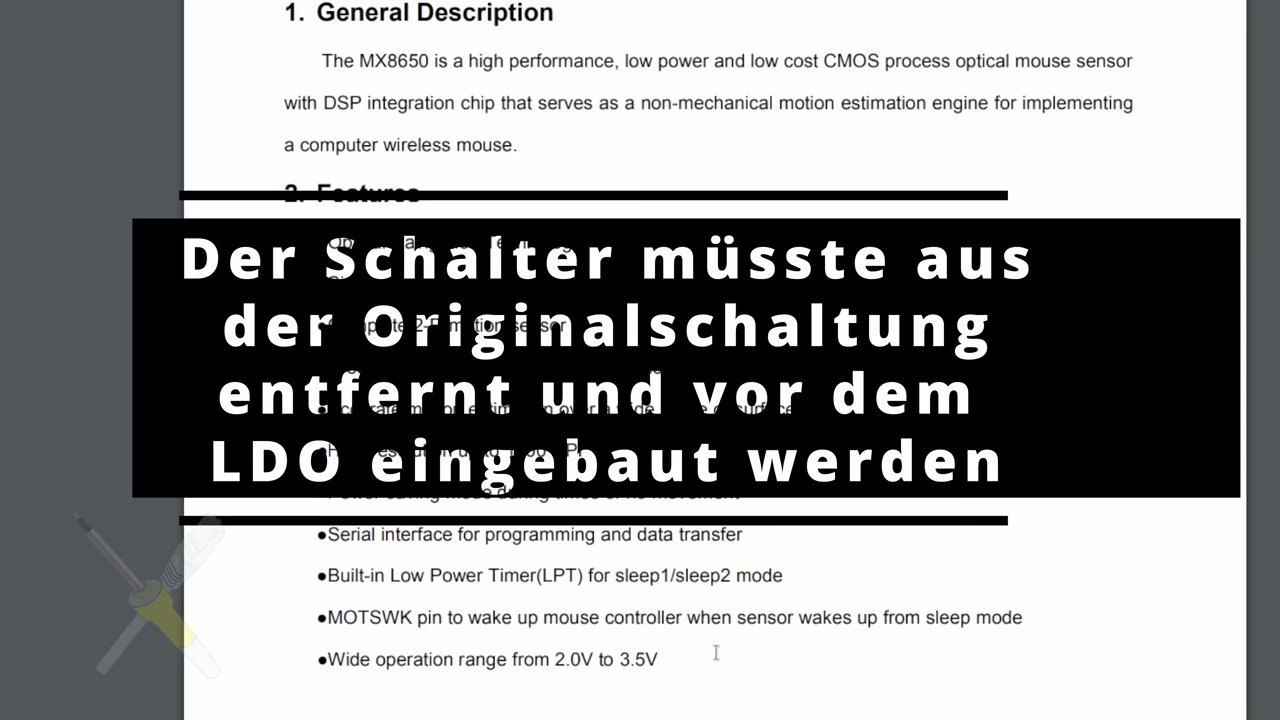 1. General Description
The MX8650 is a high performance, low power and low cost CMOS process optical mouse sensor
with DSP integration chip that serves as a non-mechanical motion estimation engine for implementing
a computer wireless mouse.
2. Features
Der Schalter müsste aus
der Originalschaltung
entfernt und vor dem
LDO eingebaut werden
●Serial interface for programming and data transfer
●Built-in Low Power Timer(LPT) for sleep1/sleep2 mode
●MOTSWK pin to wake up mouse controller when sensor wakes up from sleep mode
●Wide operation range from 2.0V to 3.5V